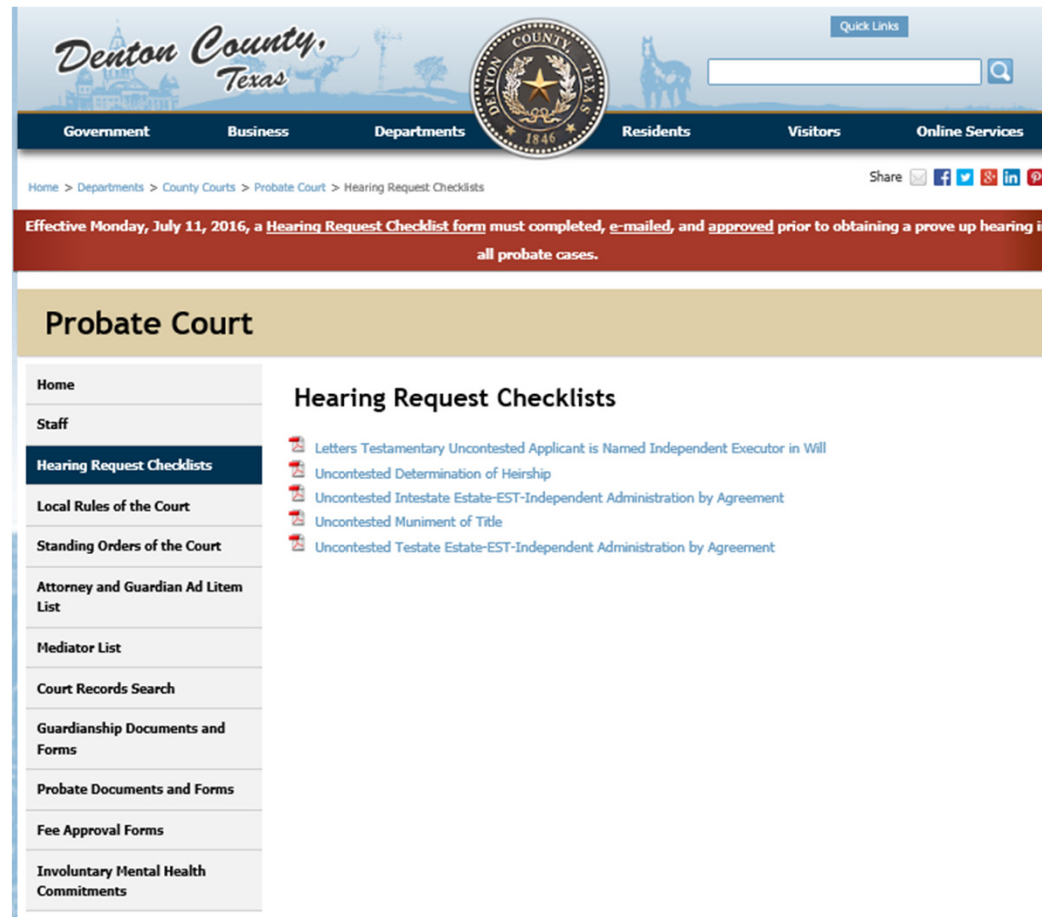 Denton County,
Texas
DENTON COUNTY, TEXAS
1846
Quick Links
Government Business Departments Residents Visitors Online Services
Home > Departments > County Courts > Probate Court > Hearing Request Checklists
Share
Effective Monday, July 11, 2016, a Hearing Request Checklist form must completed, e-mailed, and approved prior to obtaining a prove up hearing i
all probate cases.
Probate Court
Home
Staff
Hearing Request Checklists
Local Rules of the Court
Standing Orders of the Court
Attorney and Guardian Ad Litem
List
Mediator List
Court Records Search
Guardianship Documents and
Forms
Probate Documents and Forms
Fee Approval Forms
Involuntary Mental Health
Commitments
Hearing Request Checklists
Letters Testamentary Uncontested Applicant is Named Independent Executor in Will
Uncontested Determination of Heirship
Uncontested Intestate Estate-EST-Independent Administration by Agreement
Uncontested Muniment of Title
Uncontested Testate Estate-EST-Independent Administration by Agreement